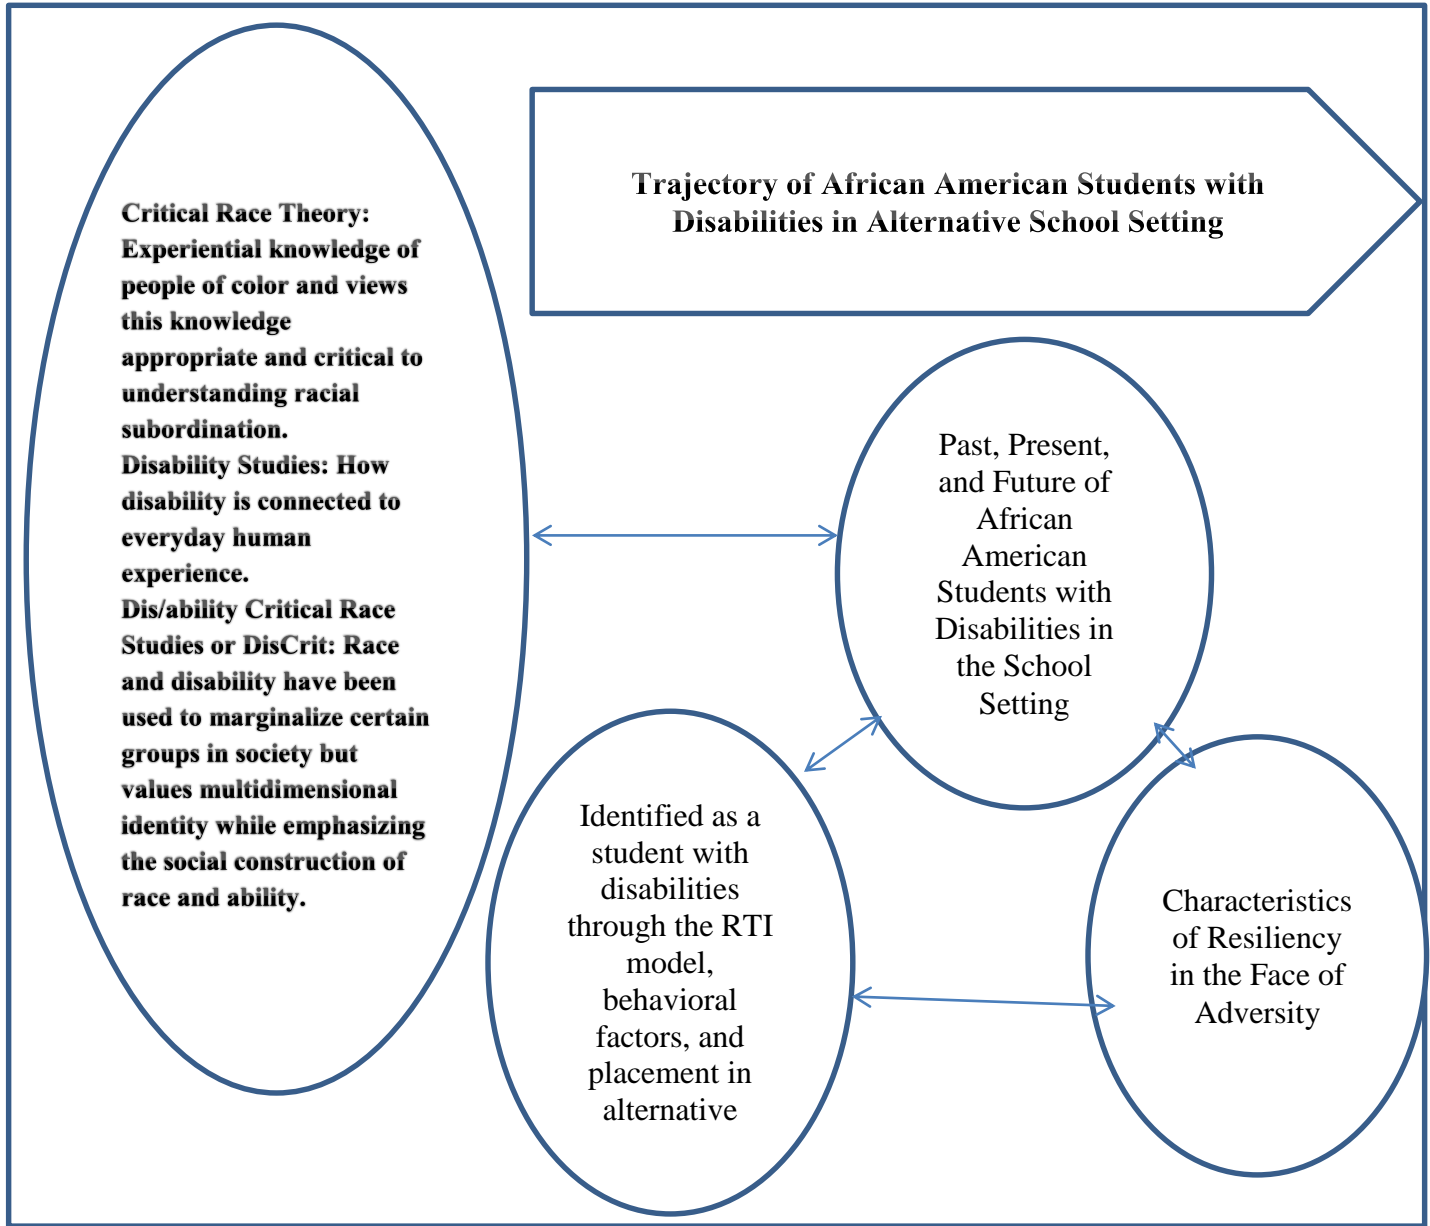 Trajectory of African American Students with
Disabilities in Alternative School Setting
Critical Race Theory:
Experiential knowledge of
people of color and views
this knowledge
appropriate and critical to
understanding racial
subordination.
Disability Studies: How
disability is connected to
everyday human
experience.
Dis/ability Critical Race
Studies or DisCrit: Race
and disability have been
used to marginalize certain
groups in society but
values multidimensional
identity while emphasizing
the social construction of
race and ability.
Past, Present,
and Future of
African
American
Students with
Disabilities in
the School
Setting
Identified as a
student with
disabilities
through the RTI
model,
behavioral
factors, and
placement in
alternative
Characteristics
of Resiliency
in the Face of
Adversity